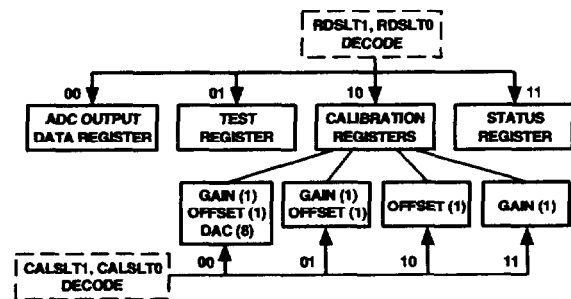 RDSLT1, RDSLT0
DECODE
00
01
10
11
ADC OUTPUT
DATA REGISTER
TEST
REGISTER
CALIBRATION
REGISTERS
STATUS
REGISTER
GAIN (1)
OFFSET (1)
DAC (8)
GAIN (1)
OFFSET (1)
OFFSET (1)
GAIN (1)
CALSLT1, CALSLT0
DECODE
00
01
10
11